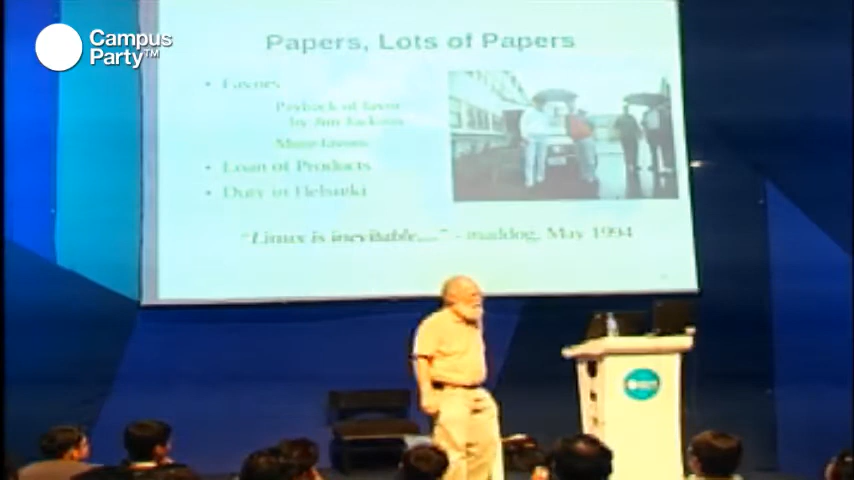 Campus
Party™
Papers, Lots of Papers
• Favors
Payback of favor
by Jim Jackson
More favors
• Loan of Products
• Duty in Helsinki
"Linux is inevitable...." - maddog, May 1994